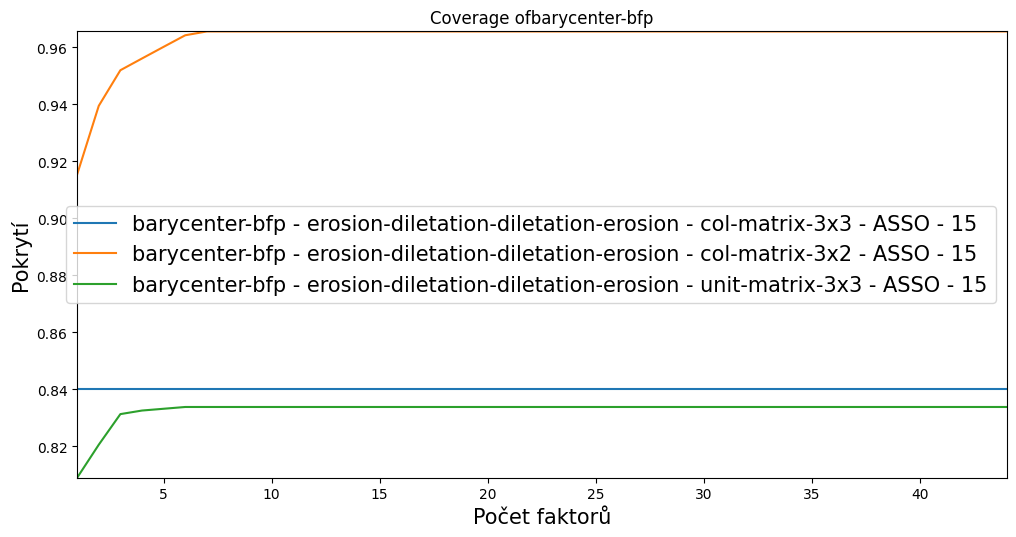 Coverage ofbarycenter-bfp
0.96
0.94
0.92
0.90
0.88
0.86
0.84
0.82
Pokrytí
barycenter-bfp - erosion-diletation-diletation-erosion - col-matrix-3x3 - ASSO - 15
barycenter-bfp - erosion-diletation-diletation-erosion - col-matrix-3x2 - ASSO - 15
barycenter-bfp - erosion-diletation-diletation-erosion - unit-matrix-3x3 - ASSO - 15
5 10 15 20 25 30 35 40
Počet faktorů